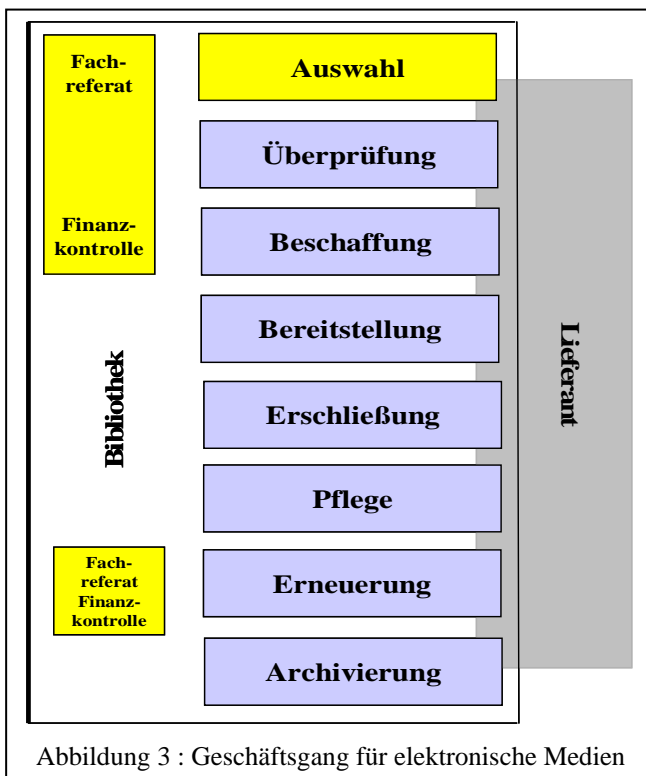 Fach-
referat
Finanz-
kontrolle
Auswahl
Überprüfung
Beschaffung
Bereitstellung
Erschließung
Pflege
Erneuerung
Archivierung
Bibliothek
Fach-
referat
Finanz-
kontrolle
Lieferant
Abbildung 3 : Geschäftsgang für elektronische Medien